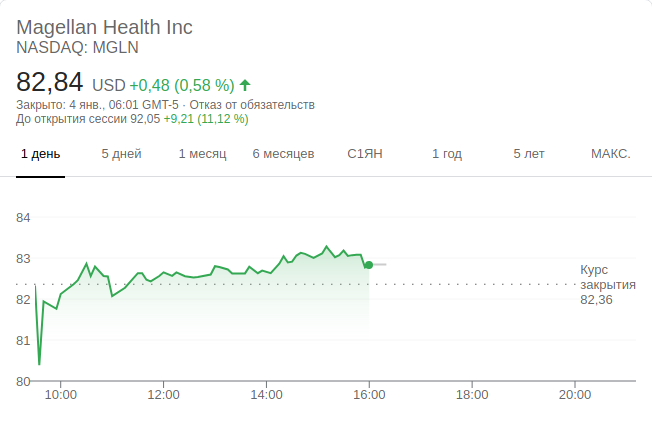 Magellan Health Inc
NASDAQ: MGLN
82,84 USD +0,48 (0,58 %)
Закрыто: 4 янв., 06:01 GMT-5 · Отказ от обязательств
До открытия сессии 92,05 +9,21 (11,12 %)
1 день 5 дней 1 месяц 6 месяцев С1ЯН 1 год 5 лет МАКС.
84
83
82
81
80
Курс
закрытия
82,36
10:00 12:00 14:00 16:00 18:00 20:00